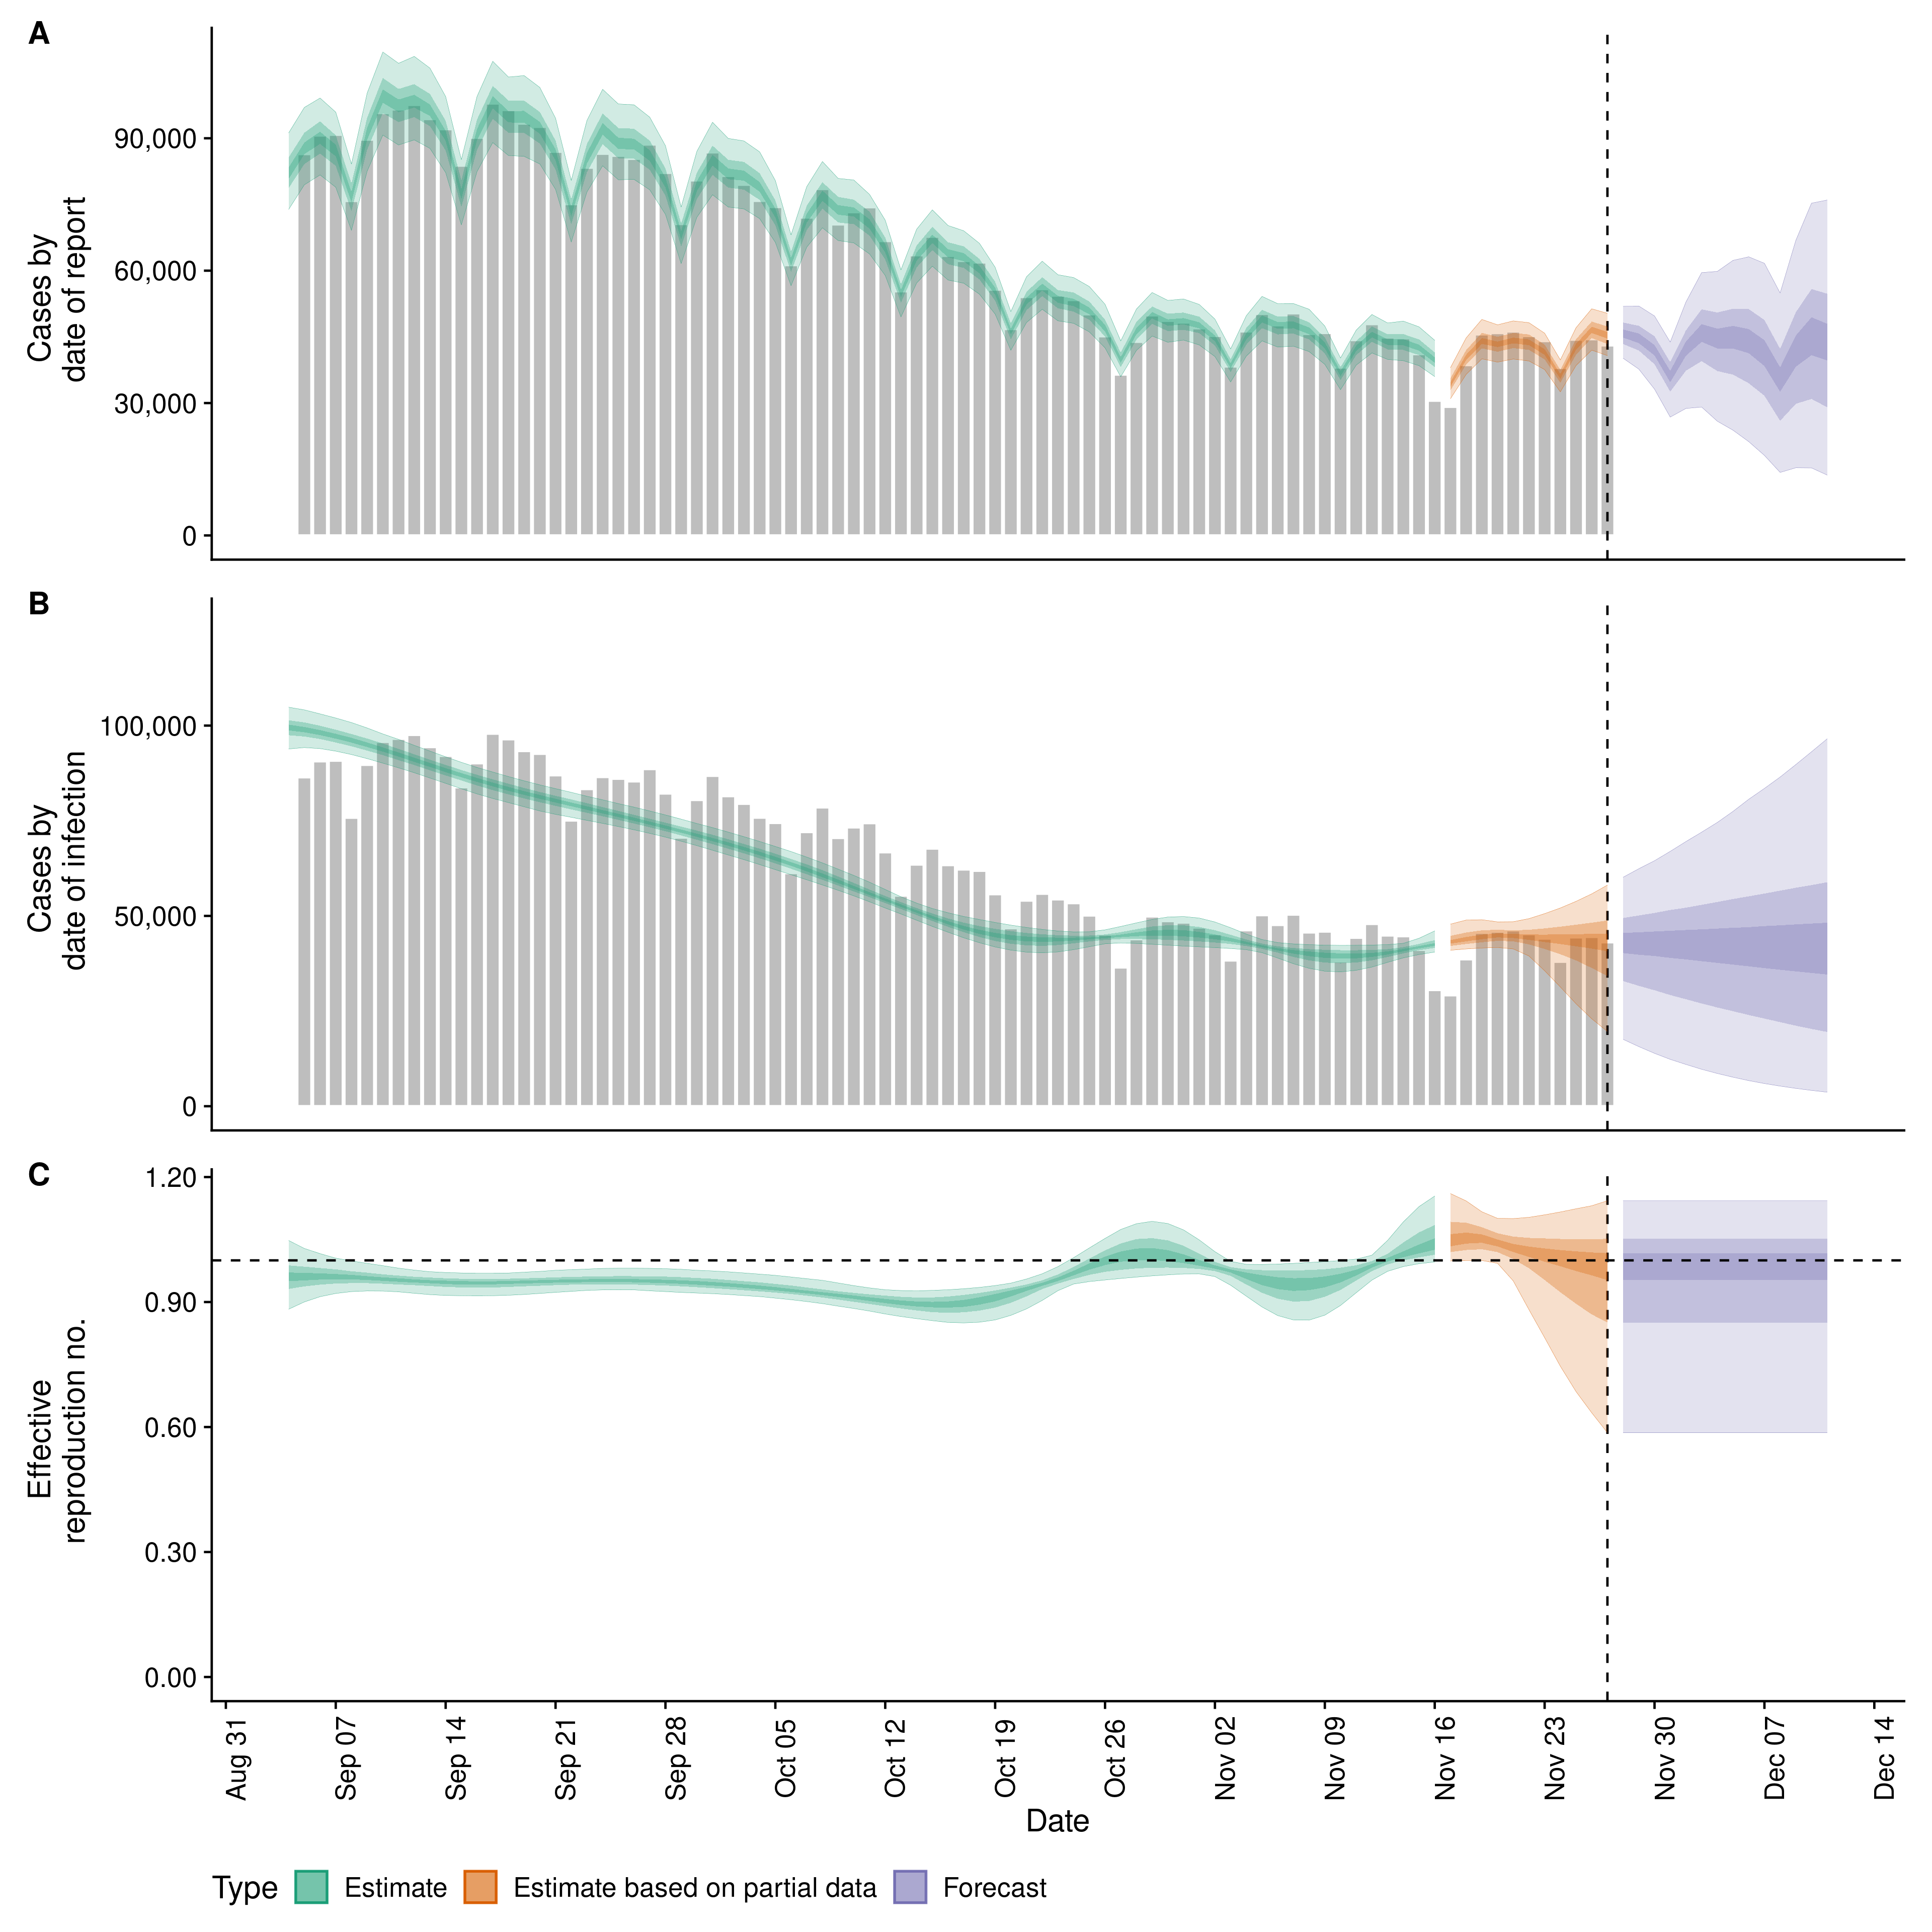 A
Cases by
date of report
90,000
60,000
30,000
0
B
Cases by
date of infection
100,000
50,000
0
C
Effective
reproduction no.
1.20
0.90
0.60
0.30
0.00
Aug 31
Sep 07
Sep 14
Sep 21
Sep 28
Oct 05
Oct 12
Oct 19
Oct 26
Nov 02
Nov 09
Nov 16
Nov 23
Nov 30
Dec 07
Dec 14
Date
Type Estimate Estimate based on partial data Forecast